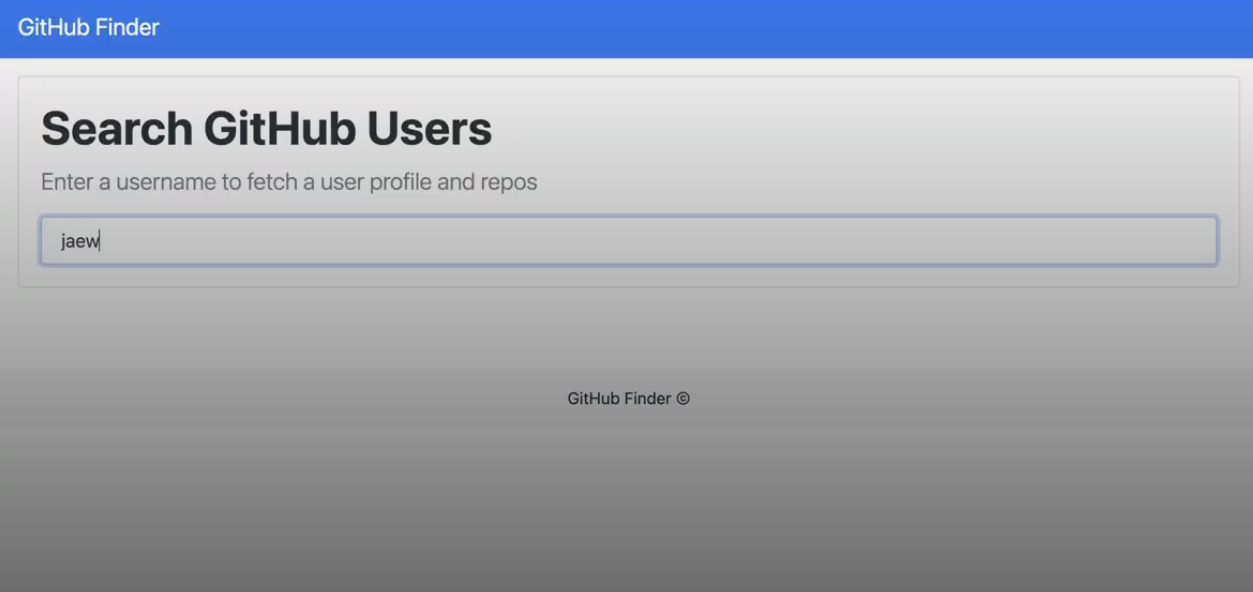 GitHub Finder
Search GitHub Users
Enter a username to fetch a user profile and repos
jaew
GitHub Finder ©